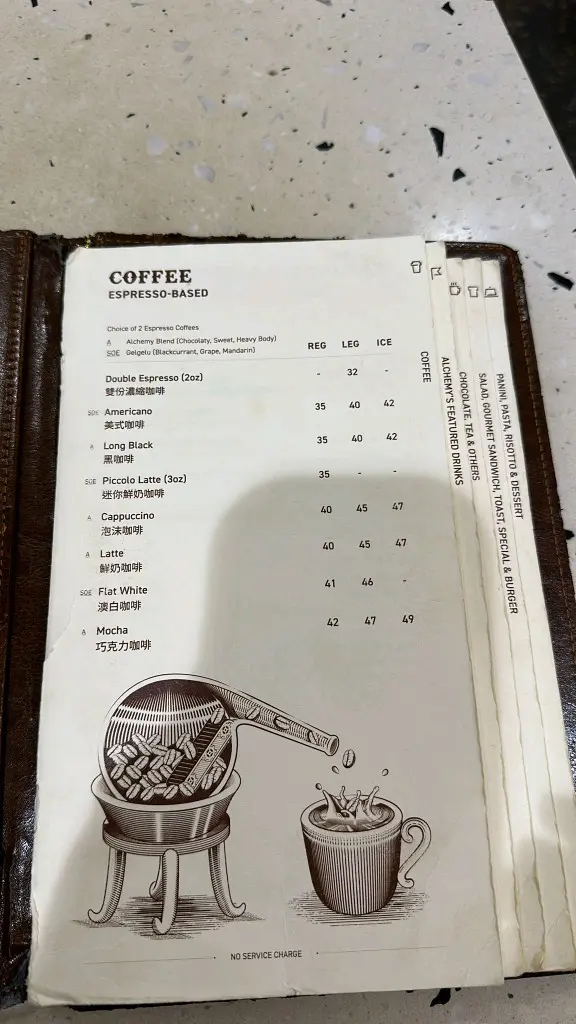 COFFEE
ESPRESSO-BASED
Choice of 2 Espresso Coffees
A Alchemy Blend (Chocolaty, Sweet, Heavy Body)
SOE Gelgelu (Blackcurrant, Grape, Mandarin)
REG LEG ICE
Double Espresso (2oz) - 32 -
雙份濃縮咖啡
SOE Americano 35 40 42
美式咖啡
A Long Black 35 40 42
黑咖啡
SOE Piccolo Latte (3oz) 35 - -
迷你鮮奶咖啡
A Cappuccino 40 45 47
泡沫咖啡
A Latte 40 45 47
鮮奶咖啡
SOE Flat White 41 46 -
澳白咖啡
A Mocha 42 47 49
巧克力咖啡
NO SERVICE CHARGE
COFFEE
ALCHEMY'S FEATURED DRINKS
CHOCOLATE, TEA & OTHERS
SALAD, GOURMET SANDWICH, TOAST, SPECIAL & BURGER
PANINI, PASTA, RISOTTO & DESSERT